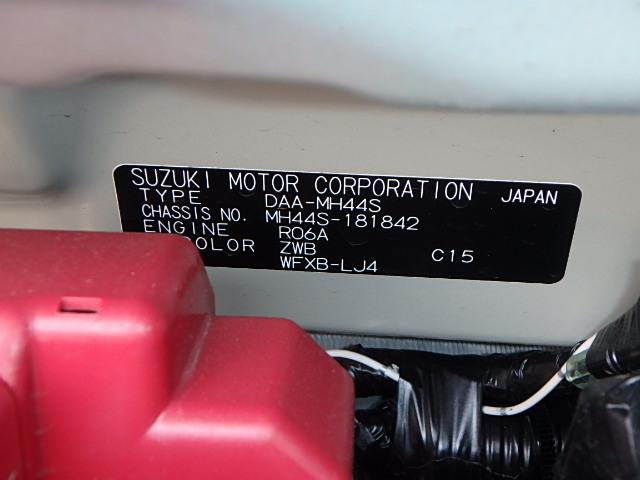 SUZUKI MOTOR CORPORATION JAPAN
TYPE DAA-MH44S
CHASSIS NO. MH44S-181842
ENGINE R06A
COLOR ZWB C15
WFXB-LJ4